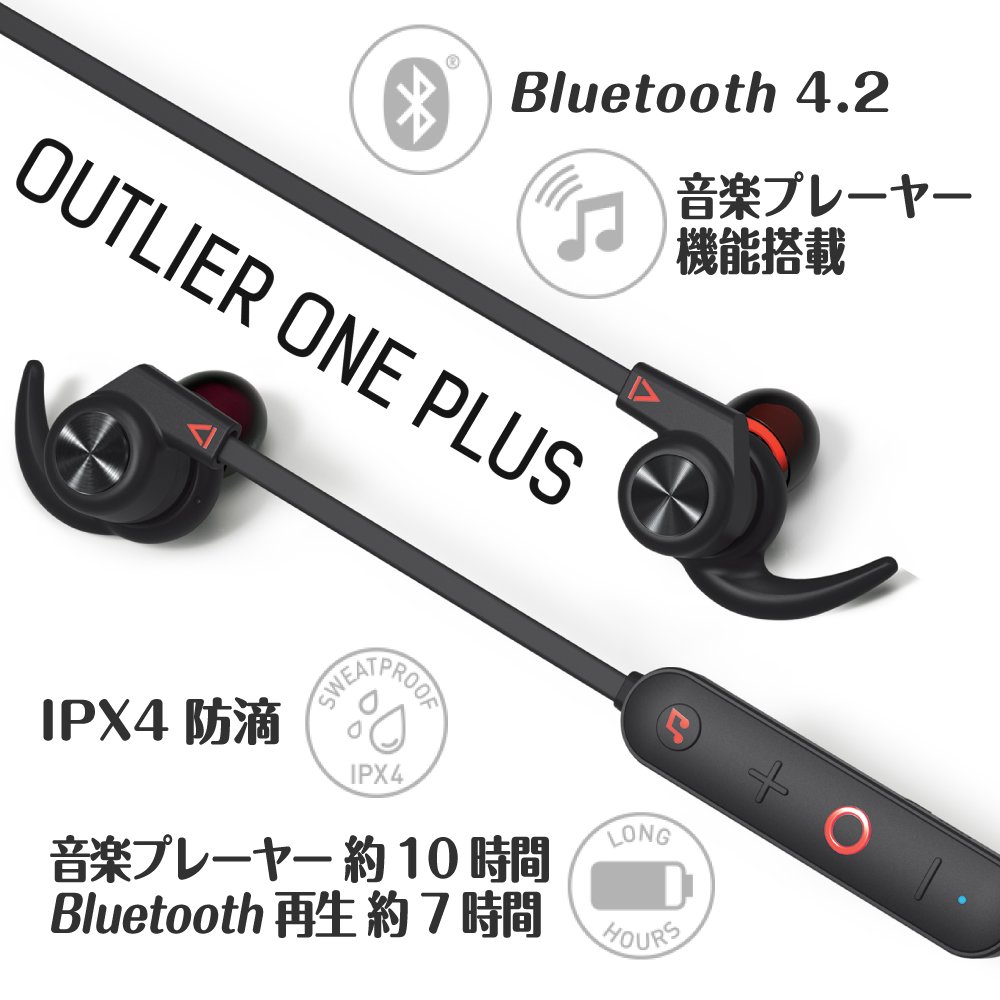 Bluetooth 4.2
®
音楽プレーヤー
機能搭載
OUTLIER ONE PLUS
IPX4 防滴
SWEATPROOF
IPX4
音楽プレーヤー 約 10 時間
Bluetooth 再生 約 7 時間
LONG
HOURS